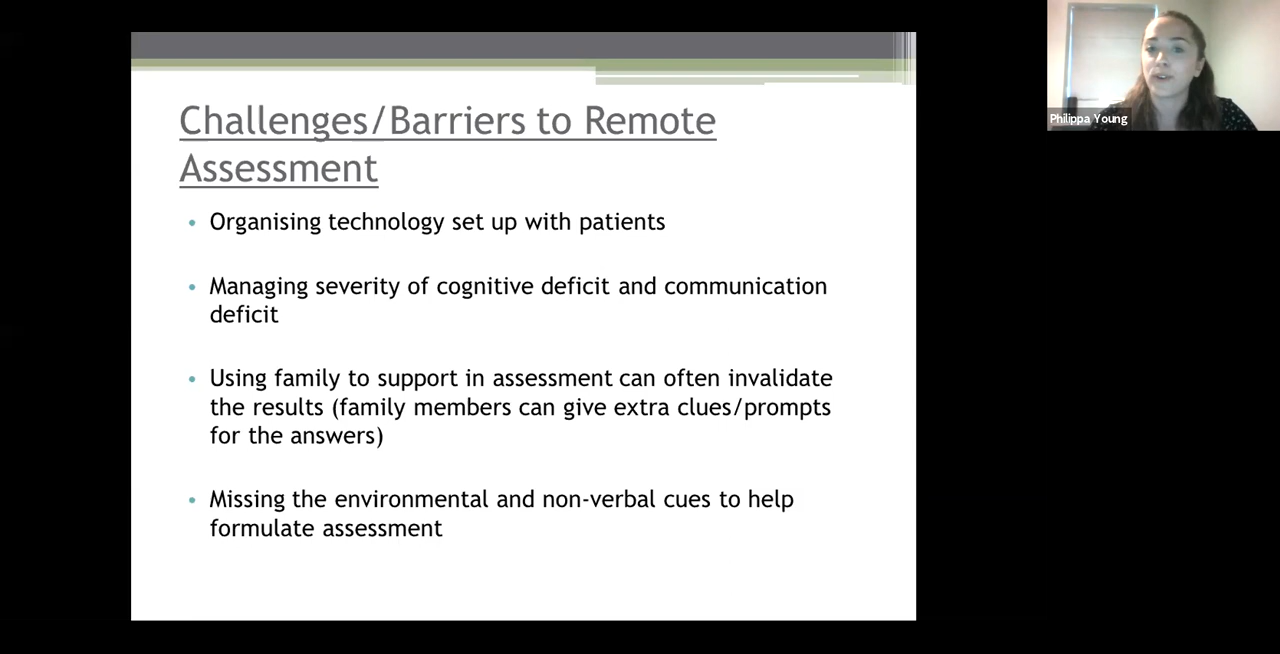 Challenges/Barriers to Remote
Assessment
• Organising technology set up with patients
• Managing severity of cognitive deficit and communication
deficit
• Using family to support in assessment can often invalidate
the results (family members can give extra clues/prompts
for the answers)
• Missing the environmental and non-verbal cues to help
formulate assessment
Philippa Young